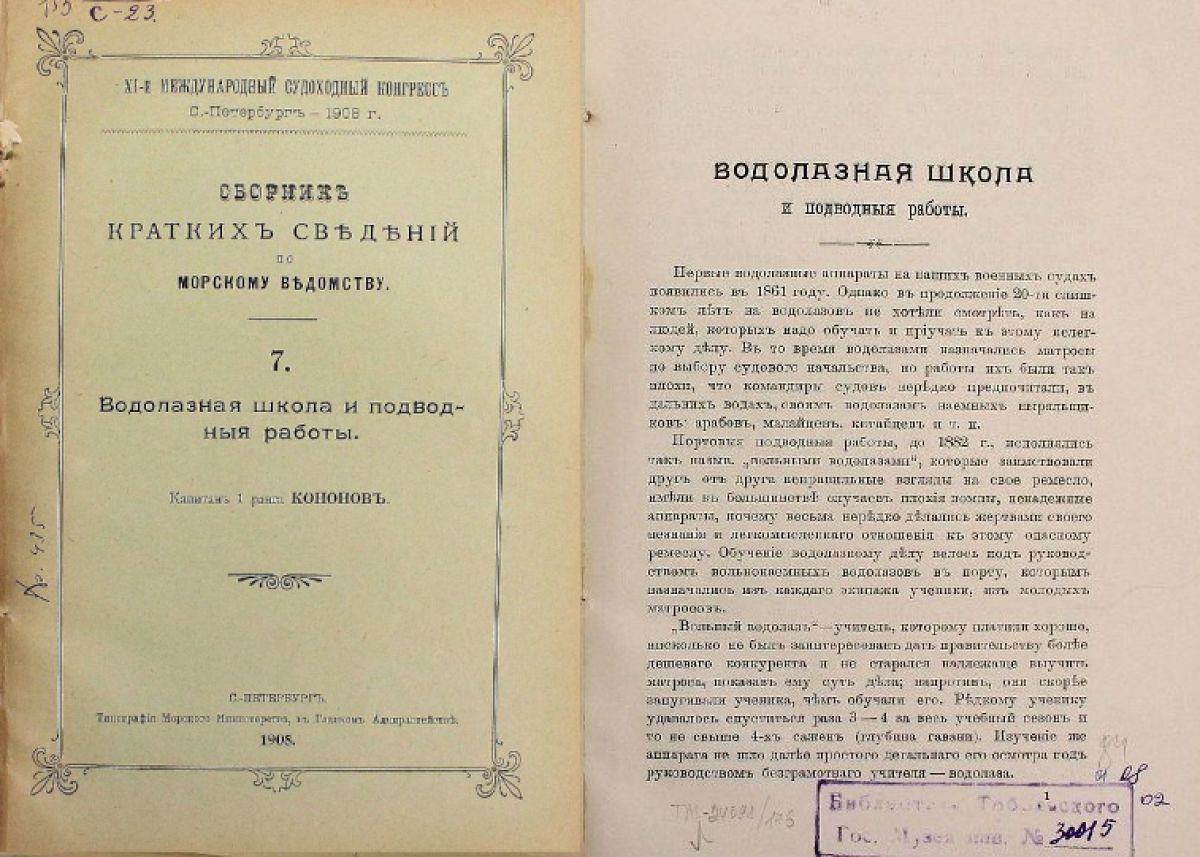 С-23.
XI-й МЕЖДУНАРОДНЫЙ СУДОХОДНЫЙ КОНГРЕССЪ
С.-Петербургъ — 1908 г.
СБОРНИКЪ
КРАТКИХЪ СВѢДѢНІЙ
по
МОРСКОМУ ВѢДОМСТВУ.
7.
Водолазная школа и подвод-
ныя работы.
Капитанъ 1 ранга КОНОНОВЪ.
С.-ПЕТЕРБУРГЪ.
Типографія Морского Министерства, въ Главномъ Адмиралтействѣ.
1908.
ВОДОЛАЗНАЯ ШКОЛА
и подводныя работы.
Первые водолазные аппараты на нашихъ военныхъ судахъ
появились въ 1861 году. Однако въ продолженіе 20-ти слиш-
комъ лѣтъ на водолазовъ не хотѣли смотрѣть, какъ на
людей, которыхъ надо обучать и пріучать къ этому нелег-
кому дѣлу. Въ то время водолазами назначались матросы
по выбору судового начальства, но работы ихъ были такъ
плохи, что командиры судовъ нерѣдко предпочитали, въ
дальнихъ водахъ, своимъ водолазамъ наемныхъ ныряльщи-
ковъ: арабовъ, малайцевъ, китайцевъ и т. п.
Портовыя подводныя работы, до 1882 г., исполнялись
такъ назыв. „вольными водолазами“, которые заимствовали
другъ отъ друга неправильные взгляды на свое ремесло,
имѣли въ большинствѣ случаевъ плохія помпы, ненадежные
аппараты, почему весьма нерѣдко дѣлались жертвами своего
незнанія и легкомысленнаго отношенія къ этому опасному
ремеслу. Обученіе водолазному дѣлу велось подъ руковод-
ствомъ вольнонаемныхъ водолазовъ въ порту, которымъ
назначались изъ каждаго экипажа ученики, изъ молодыхъ
матросовъ.
„Вольный водолазъ“ — учитель, которому платили хорошо,
нисколько не былъ заинтересованъ дать правительству болѣе
дешеваго конкурента и не старался надлежаще выучить
матроса, показавъ ему суть дѣла; напротивъ, они скорѣе
запугивали ученика, чѣмъ обучали его. Рѣдкому ученику
удавалось спуститься раза 3 — 4 за весь учебный сезонъ и
то не свыше 4-хъ саженъ (глубина гавани). Изученіе же
аппарата не шло далѣе простого детальнаго его осмотра подъ
руководствомъ безграмотнаго учителя — водолаза.
1
Библиотека Тобольского
Гос. Музея инв. № 30015
02